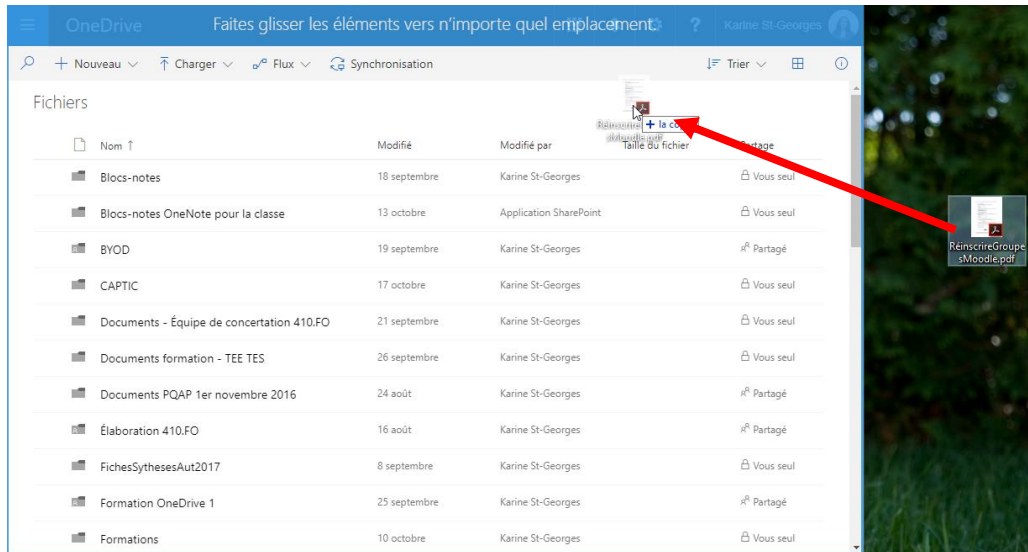 OneDrive Faites glisser les éléments vers n'importe quel emplacement. ? Karine St-Georges
+ Nouveau Charger Flux Synchronisation Trier
Fichiers
+ la co
Nom ↑ Modifié Modifié par Taille du fichier Partage
Blocs-notes 18 septembre Karine St-Georges Vous seul
Blocs-notes OneNote pour la classe 13 octobre Application SharePoint Vous seul
BYOD 19 septembre Karine St-Georges Partagé
CAPTIC 17 octobre Karine St-Georges Vous seul
Documents - Équipe de concertation 410.FO 21 septembre Karine St-Georges Vous seul
Documents formation - TEE TES 26 septembre Karine St-Georges Vous seul
Documents PQAP 1er novembre 2016 24 août Karine St-Georges Partagé
Élaboration 410.FO 16 août Karine St-Georges Partagé
FichesSythesesAut2017 8 septembre Karine St-Georges Vous seul
Formation OneDrive 1 25 septembre Karine St-Georges Partagé
Formations 10 octobre Karine St-Georges Vous seul
RéinscrireGroupe
sMoodle.pdf